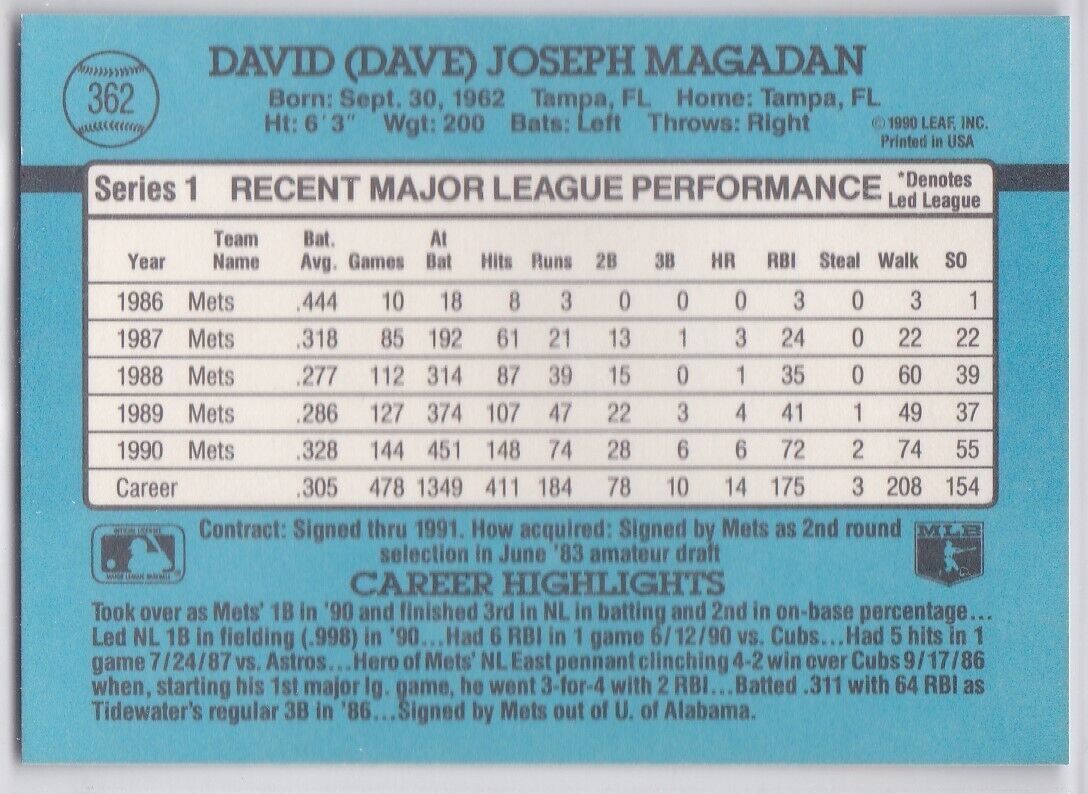 362
DAVID (DAVE) JOSEPH MAGADAN
Born: Sept. 30, 1962 Tampa, FL Home: Tampa, FL
Ht: 6'3" Wgt: 200 Bats: Left Throws: Right
©1990 LEAF, INC.
Printed in USA
Series 1 RECENT MAJOR LEAGUE PERFORMANCE *Denotes Led League
Year Team Name Bat. Avg. Games At Bat Hits Runs 2B 3B HR RBI Steal Walk SO
1986 Mets .444 10 18 8 3 0 0 0 3 0 3 1
1987 Mets .318 85 192 61 21 13 1 3 24 0 22 22
1988 Mets .277 112 314 87 39 15 0 1 35 0 60 39
1989 Mets .286 127 374 107 47 22 3 4 41 1 49 37
1990 Mets .328 144 451 148 74 28 6 6 72 2 74 55
Career .305 478 1349 411 184 78 10 14 175 3 208 154
Contract: Signed thru 1991. How acquired: Signed by Mets as 2nd round
selection in June '83 amateur draft
MLB
CAREER HIGHLIGHTS
Took over as Mets' 1B in '90 and finished 3rd in NL in batting and 2nd in on-base percentage...
Led NL 1B in fielding (.998) in '90...Had 6 RBI in 1 game 6/12/90 vs. Cubs...Had 5 hits in 1
game 7/24/87 vs. Astros...Hero of Mets' NL East pennant clinching 4-2 win over Cubs 9/17/86
when, starting his 1st major lg. game, he went 3-for-4 with 2 RBI...Batted .311 with 64 RBI as
Tidewater's regular 3B in '86...Signed by Mets out of U. of Alabama.